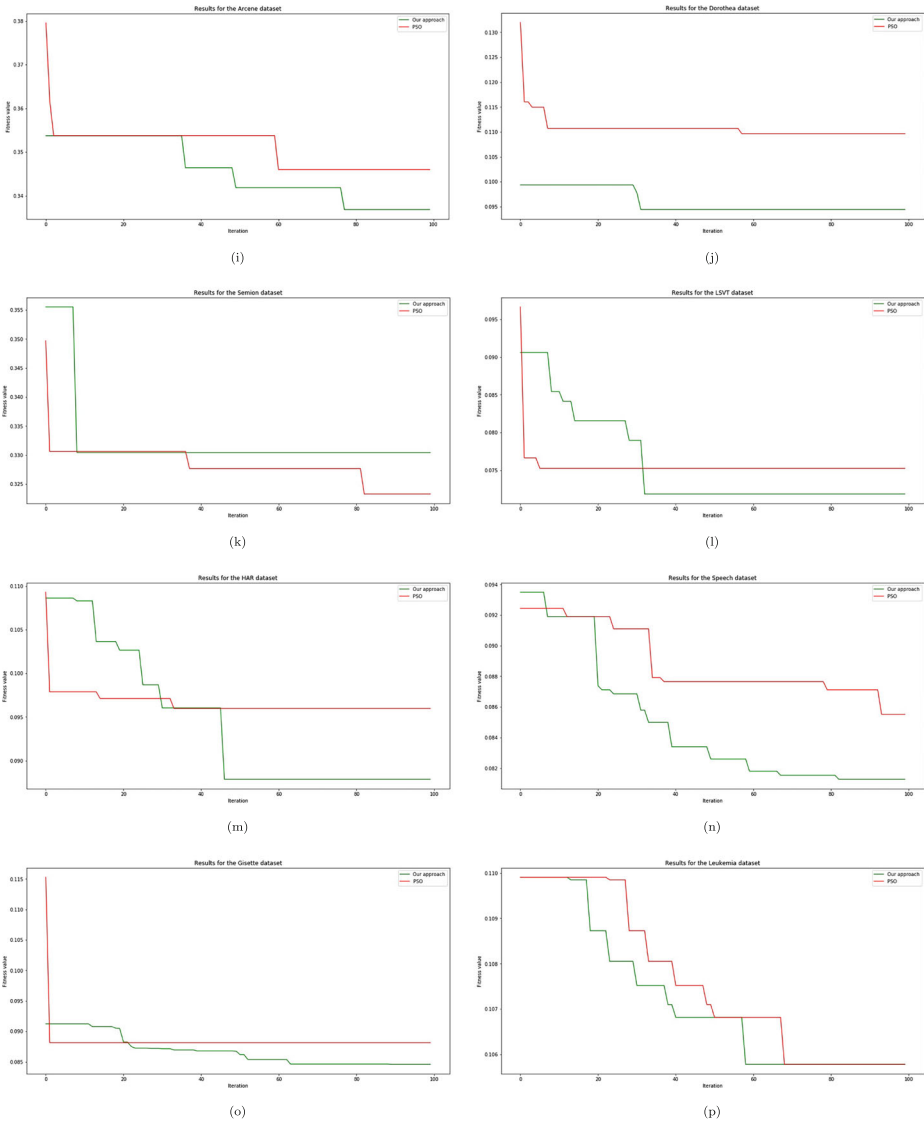 Results for the Arcene dataset
Our approach
PSO
0.38
0.37
0.36
0.35
0.34
Fitness value
0 20 40 60 80 100
Iteration
(i)
Results for the Dorothea dataset
Our approach
PSO
0.130
0.125
0.120
0.115
0.110
0.105
0.100
0.095
Fitness value
0 20 40 60 80 100
Iteration
(j)
Results for the Semion dataset
Our approach
PSO
0.355
0.350
0.345
0.340
0.335
0.330
0.325
Fitness value
0 20 40 60 80 100
Iteration
(k)
Results for the LSVT dataset
Our approach
PSO
0.095
0.090
0.085
0.080
0.075
Fitness value
0 20 40 60 80 100
Iteration
(l)
Results for the HAR dataset
Our approach
PSO
0.110
0.105
0.100
0.095
0.090
Fitness value
0 20 40 60 80 100
Iteration
(m)
Results for the Speech dataset
Our approach
PSO
0.094
0.092
0.090
0.088
0.086
0.084
0.082
Fitness value
0 20 40 60 80 100
Iteration
(n)
Results for the Gisette dataset
Our approach
PSO
0.115
0.110
0.105
0.100
0.095
0.090
0.085
Fitness value
0 20 40 60 80 100
Iteration
(o)
Results for the Leukemia dataset
Our approach
PSO
0.110
0.109
0.108
0.107
0.106
Fitness value
0 20 40 60 80 100
Iteration
(p)